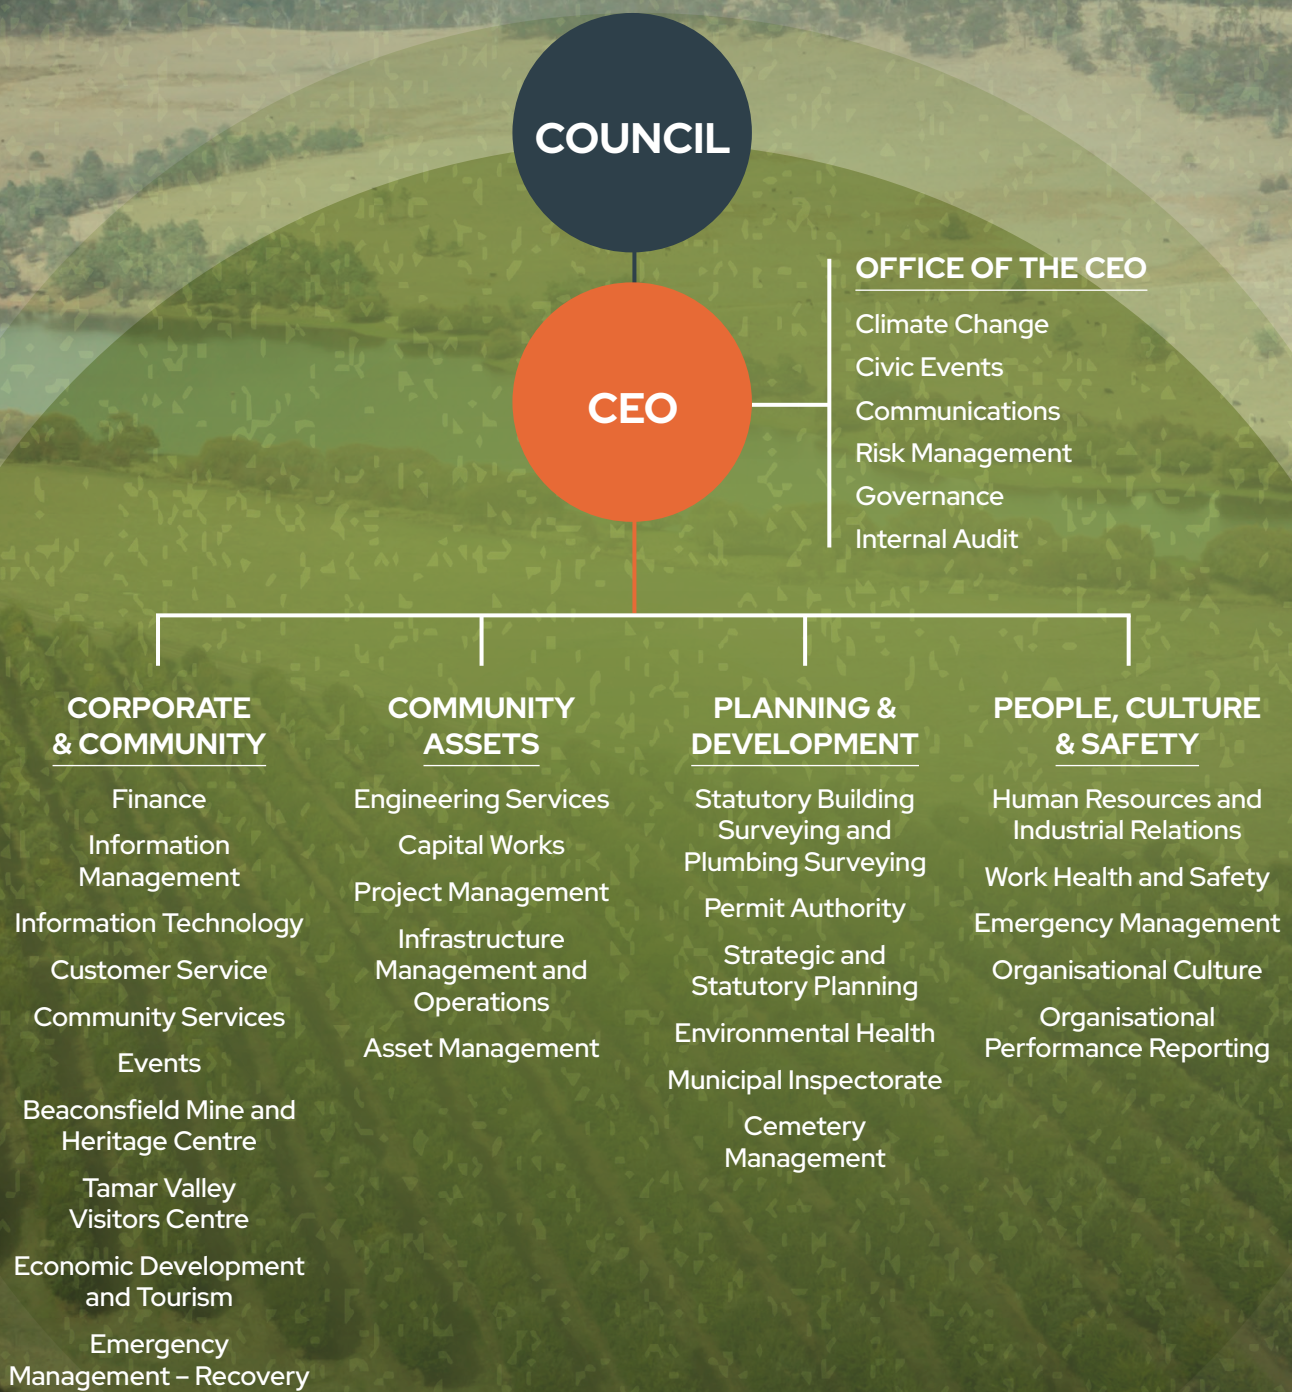 COUNCIL
CEO
OFFICE OF THE CEO
Climate Change
Civic Events
Communications
Risk Management
Governance
Internal Audit
CORPORATE
& COMMUNITY
Finance
Information
Management
Information Technology
Customer Service
Community Services
Events
Beaconsfield Mine and
Heritage Centre
Tamar Valley
Visitors Centre
Economic Development
and Tourism
Emergency
Management – Recovery
COMMUNITY
ASSETS
Engineering Services
Capital Works
Project Management
Infrastructure
Management and
Operations
Asset Management
PLANNING &
DEVELOPMENT
Statutory Building
Surveying and
Plumbing Surveying
Permit Authority
Strategic and
Statutory Planning
Environmental Health
Municipal Inspectorate
Cemetery
Management
PEOPLE, CULTURE
& SAFETY
Human Resources and
Industrial Relations
Work Health and Safety
Emergency Management
Organisational Culture
Organisational
Performance Reporting